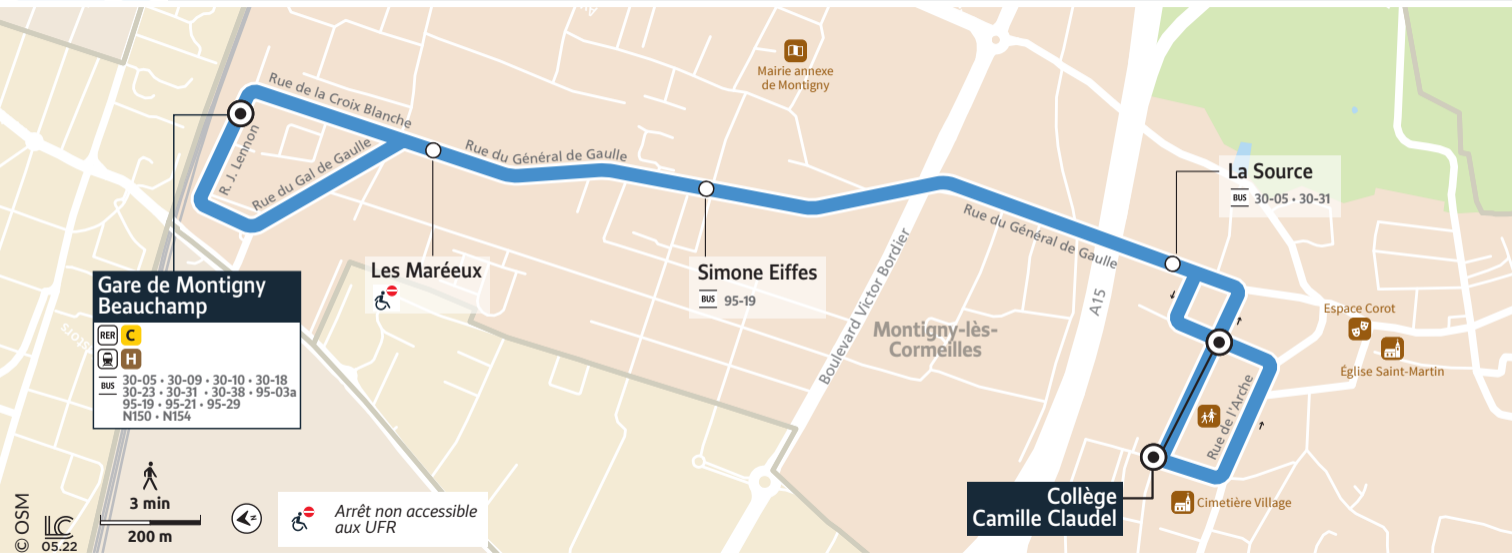 Mairie annexe
de Montigny
Rue de la Croix Blanche
R. J. Lennon
Rue du Gal de Gaulle
Rue du Général de Gaulle
La Source
BUS 30-05 • 30-31
Rue du Général de Gaulle
Les Maréeux
Simone Eiffes
BUS 95-19
Boulevard Victor Bordier
A15
Montigny-lès-
Cormeilles
Gare de Montigny
Beauchamp
RER C
H
BUS 30-05 • 30-09 • 30-10 • 30-18
30-23 • 30-31 • 30-38 • 95-03a
95-19 • 95-21 • 95-29
N150 • N154
Espace Corot
Église Saint-Martin
Rue de l'Arche
Collège
Camille Claudel
Cimetière Village
3 min
200 m
N
Arrêt non accessible
aux UFR
© OSM
LC
05.22